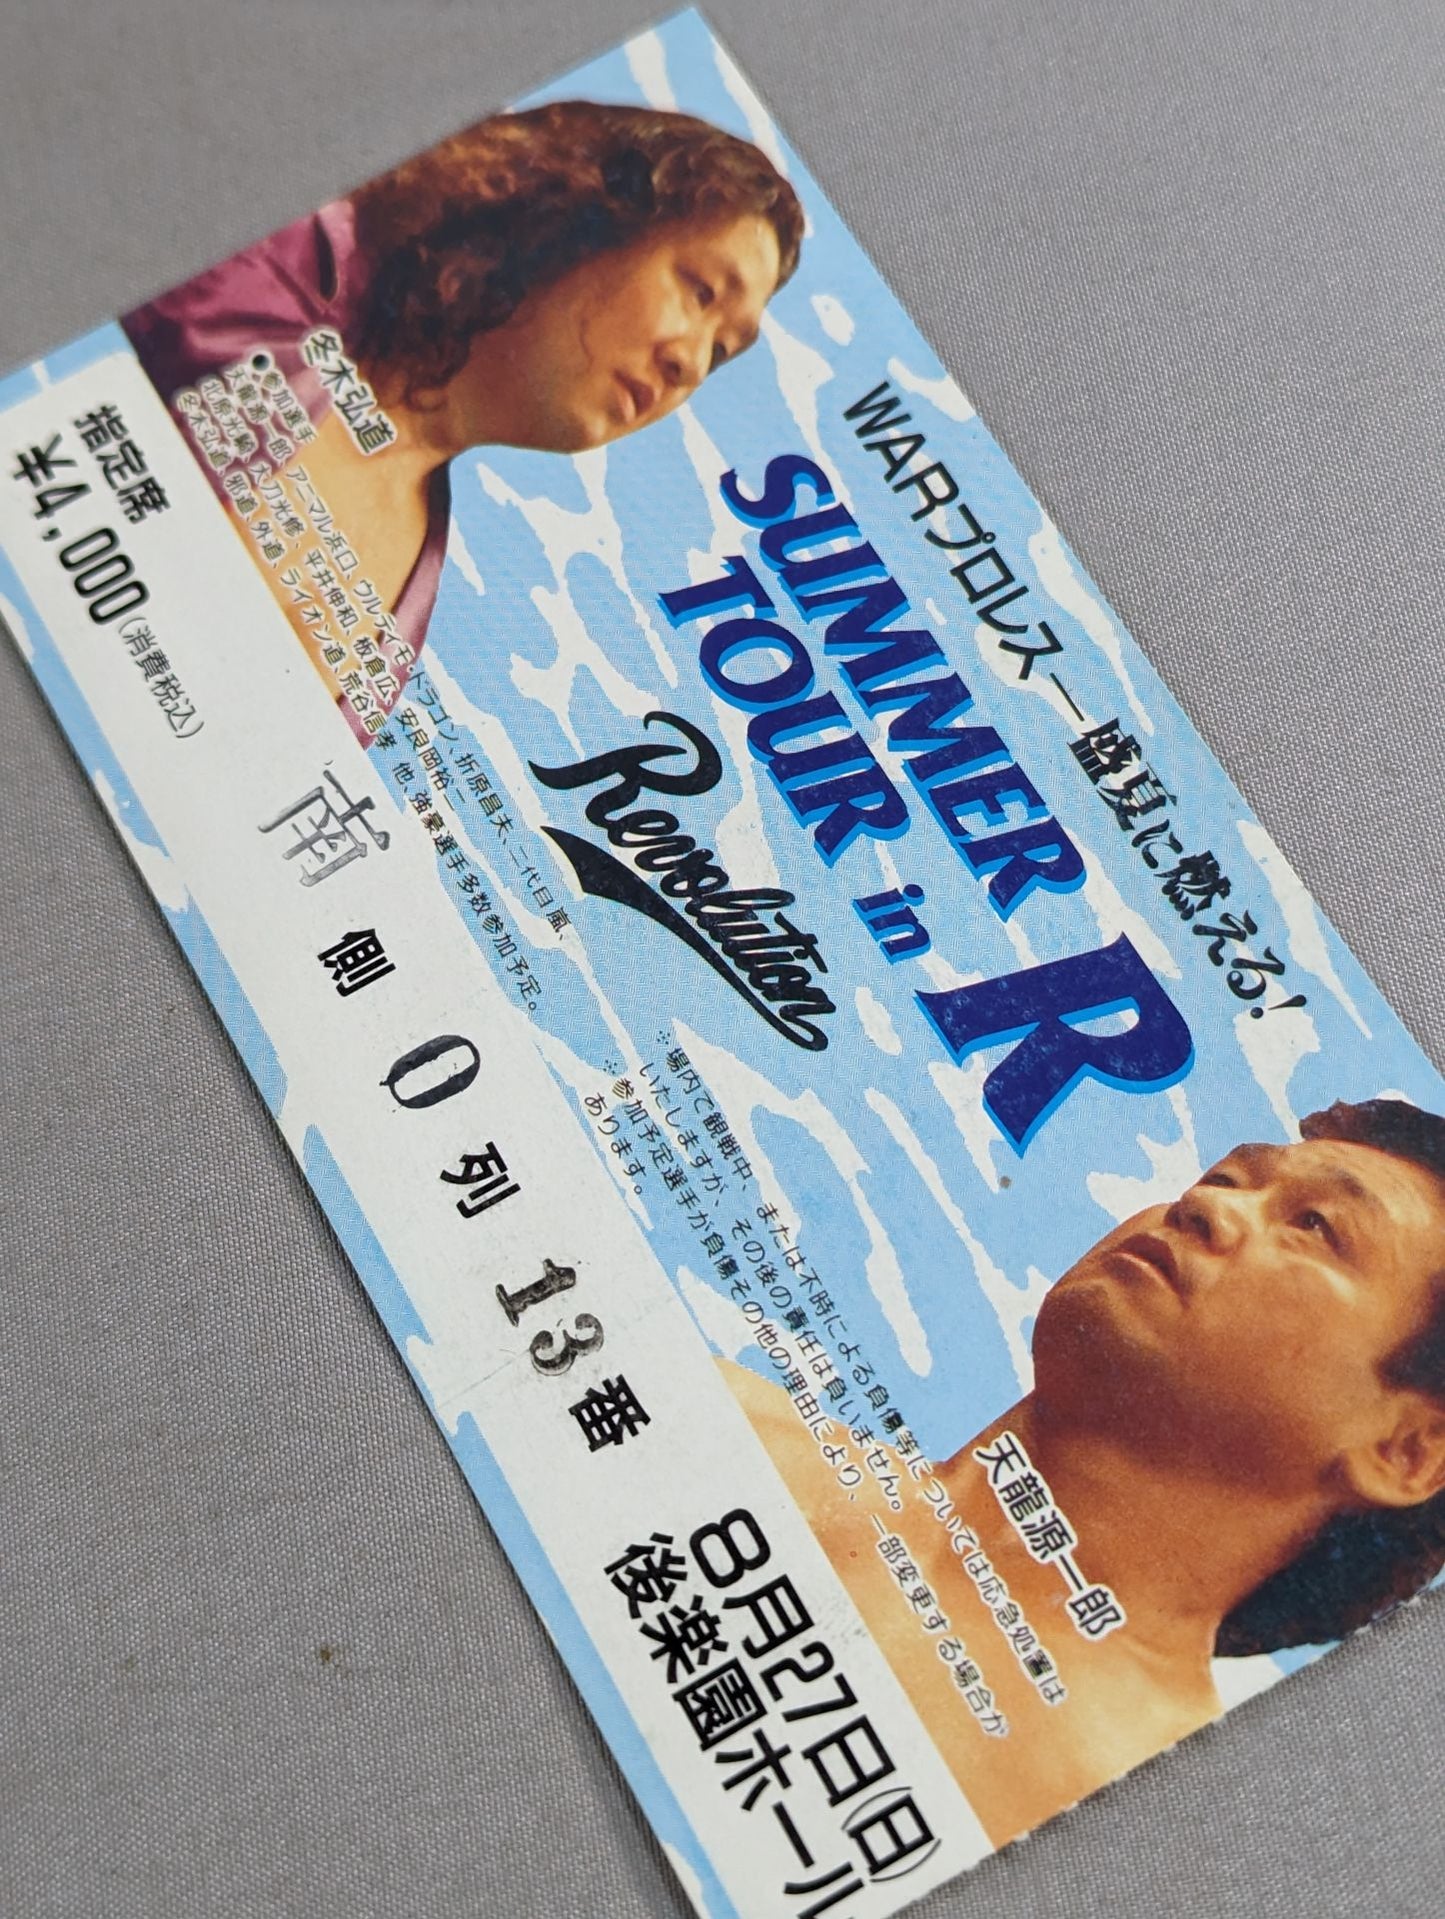 WARプロレス ー盛夏に燃える!
SUMMER
TOUR in R
Revolution
冬木弘道
●参加選手
天龍源一郎、アニマル浜口、ウルティモ・ドラゴン、折原昌夫、二代目 嵐、
北原光騎、大刀光修、平井伸和、板倉広、安良岡裕二
冬木弘道、邪道、外道、ライオン道、荒谷信孝 他、強豪選手多数参加予定。
※場内で観戦中、または不時による負傷等については応急処置は
いたしますが、その後の責任は負いません。
※参加予定選手が負傷その他の理由により、一部変更する場合が
あります。
天龍源一郎
指定席
¥4,000(消費税込)
南側 0 列 13 番
8月27日(日)
後楽園ホール